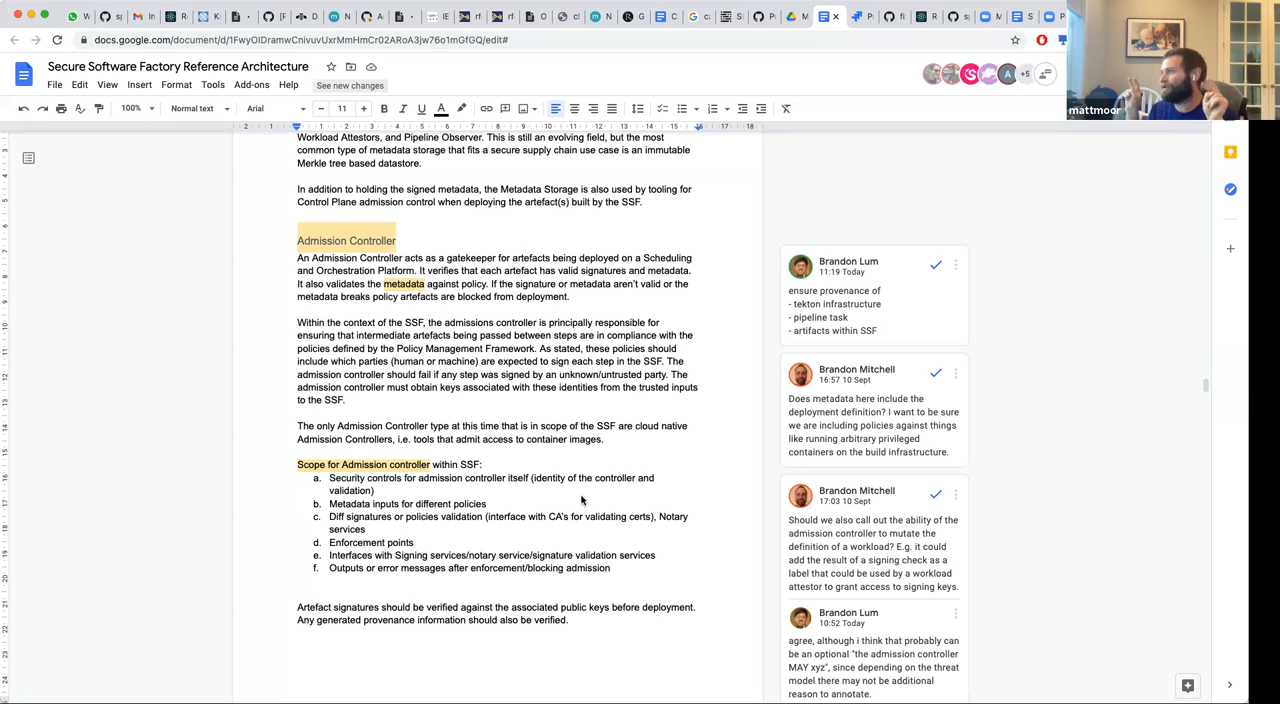 docs.google.com/document/d/1FwyOIDramwCnivuvUxrMmHmCr02ARoA3jw76o1mGfGQ/edit#
Secure Software Factory Reference Architecture
File Edit View Insert Format Tools Add-ons Help See new changes
+5
mattmoor
100% Normal text Arial 11
Workload Attestors, and Pipeline Observer. This is still an evolving field, but the most
common type of metadata storage that fits a secure supply chain use case is an immutable
Merkle tree based datastore.
In addition to holding the signed metadata, the Metadata Storage is also used by tooling for
Control Plane admission control when deploying the artefact(s) built by the SSF.
Admission Controller
An Admission Controller acts as a gatekeeper for artefacts being deployed on a Scheduling
and Orchestration Platform. It verifies that each artefact has valid signatures and metadata.
It also validates the metadata against policy. If the signature or metadata aren't valid or the
metadata breaks policy artefacts are blocked from deployment.
Within the context of the SSF, the admissions controller is principally responsible for
ensuring that intermediate artefacts being passed between steps are in compliance with the
policies defined by the Policy Management Framework. As stated, these policies should
include which parties (human or machine) are expected to sign each step in the SSF. The
admission controller should fail if any step was signed by an unknown/untrusted party. The
admission controller must obtain keys associated with these identities from the trusted inputs
to the SSF.
The only Admission Controller type at this time that is in scope of the SSF are cloud native
Admission Controllers, i.e. tools that admit access to container images.
Scope for Admission controller within SSF:
a. Security controls for admission controller itself (identity of the controller and
validation)
b. Metadata inputs for different policies
c. Diff signatures or policies validation (interface with CA's for validating certs), Notary
services
d. Enforcement points
e. Interfaces with Signing services/notary service/signature validation services
f. Outputs or error messages after enforcement/blocking admission
Artefact signatures should be verified against the associated public keys before deployment.
Any generated provenance information should also be verified.
Brandon Lum
11:19 Today
ensure provenance of
- tekton infrastructure
- pipeline task
- artifacts within SSF
Brandon Mitchell
16:57 10 Sept
Does metadata here include the
deployment definition? I want to be sure
we are including policies against things
like running arbitrary privileged
containers on the build infrastructure.
Brandon Mitchell
17:03 10 Sept
Should we also call out the ability of the
admission controller to mutate the
definition of a workload? E.g. it could
add the result of a signing check as a
label that could be used by a workload
attestor to grant access to signing keys.
Brandon Lum
10:52 Today
agree, although i think that probably can
be an optional "the admission controller
MAY xyz", since depending on the threat
model there may not be additional
reason to annotate.